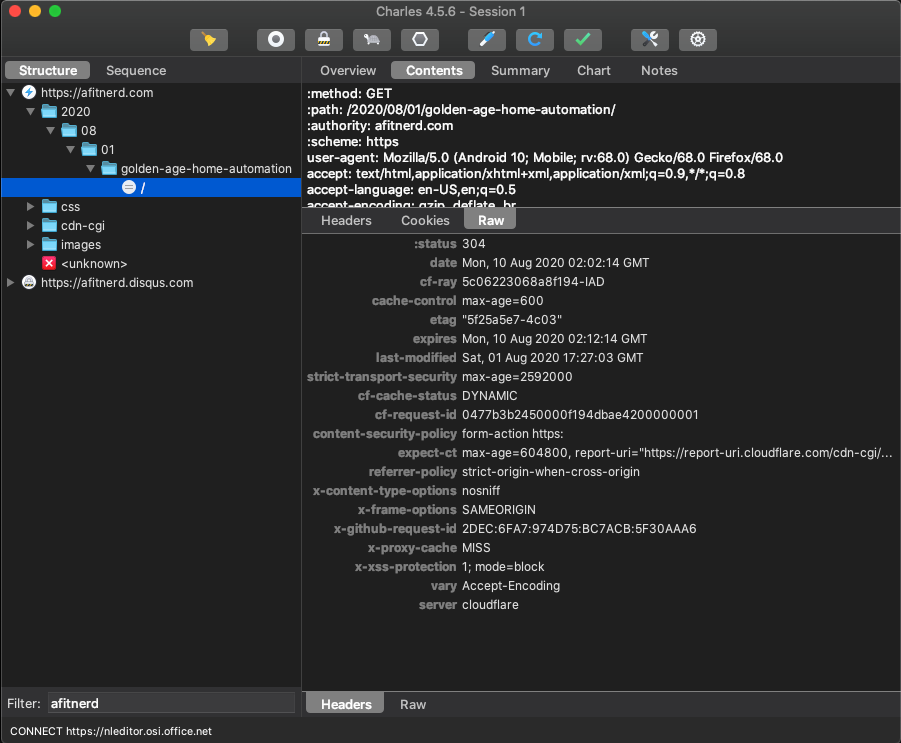 Charles 4.5.6 - Session 1
Structure
Sequence
Overview
Contents
Summary
Chart
Notes
https://afitnerd.com
2020
08
01
golden-age-home-automation
/
css
cdn-cgi
images
<unknown>
https://afitnerd.disqus.com
:method: GET
:path: /2020/08/01/golden-age-home-automation/
:authority: afitnerd.com
:scheme: https
user-agent: Mozilla/5.0 (Android 10; Mobile; rv:68.0) Gecko/68.0 Firefox/68.0
accept: text/html,application/xhtml+xml,application/xml;q=0.9,*/*;q=0.8
accept-language: en-US,en;q=0.5
accept-encoding: gzip, deflate, br
Headers
Cookies
Raw
:status 304
date Mon, 10 Aug 2020 02:02:14 GMT
cf-ray 5c06223068a8f194-IAD
cache-control max-age=600
etag "5f25a5e7-4c03"
expires Mon, 10 Aug 2020 02:12:14 GMT
last-modified Sat, 01 Aug 2020 17:27:03 GMT
strict-transport-security max-age=2592000
cf-cache-status DYNAMIC
cf-request-id 0477b3b2450000f194dbae4200000001
content-security-policy form-action https:
expect-ct max-age=604800, report-uri="https://report-uri.cloudflare.com/cdn-cgi/...
referrer-policy strict-origin-when-cross-origin
x-content-type-options nosniff
x-frame-options SAMEORIGIN
x-github-request-id 2DEC:6FA7:974D75:BC7ACB:5F30AAA6
x-proxy-cache MISS
x-xss-protection 1; mode=block
vary Accept-Encoding
server cloudflare
Filter: afitnerd
Headers
Raw
CONNECT https://nleditor.osi.office.net